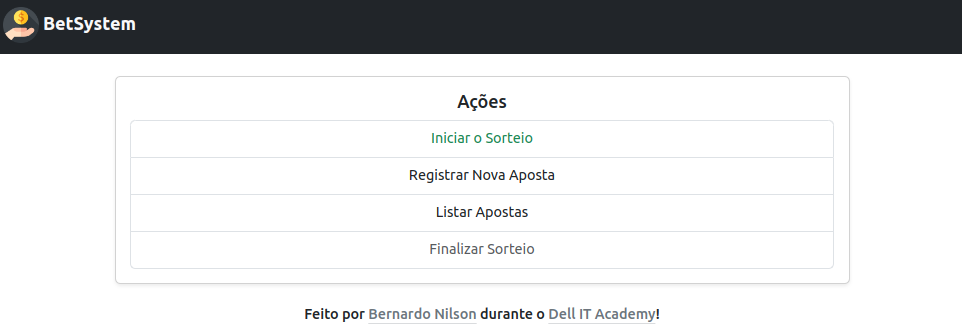 BetSystem
Ações
Iniciar o Sorteio
Registrar Nova Aposta
Listar Apostas
Finalizar Sorteio
Feito por Bernardo Nilson durante o Dell IT Academy!